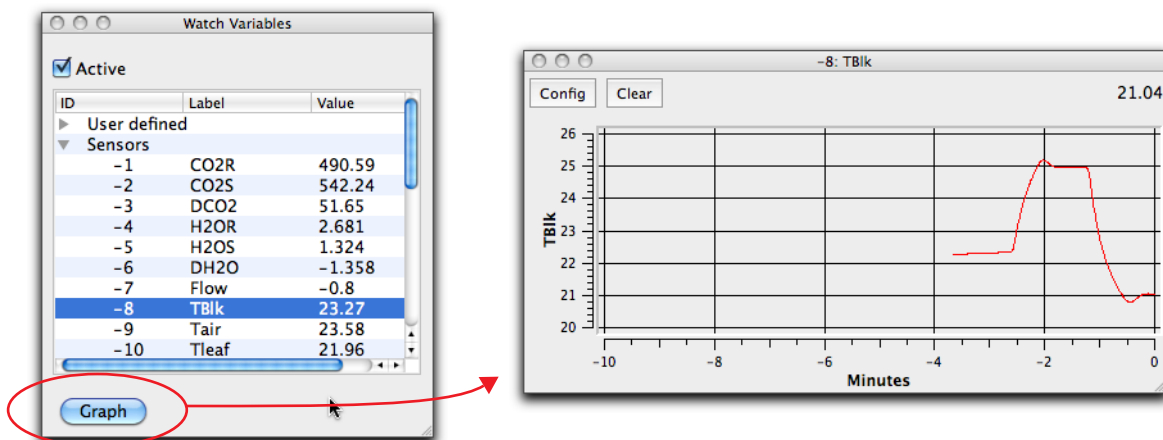 Watch Variables
Active
ID Label Value
User defined
Sensors
-1 CO2R 490.59
-2 CO2S 542.24
-3 DCO2 51.65
-4 H2OR 2.681
-5 H2OS 1.324
-6 DH2O -1.358
-7 Flow -0.8
-8 TBlk 23.27
-9 Tair 23.58
-10 Tleaf 21.96
Graph
-8: TBlk
Config Clear 21.04
26
25
24
23
22
21
20
TBlk
-10 -8 -6 -4 -2 0
Minutes